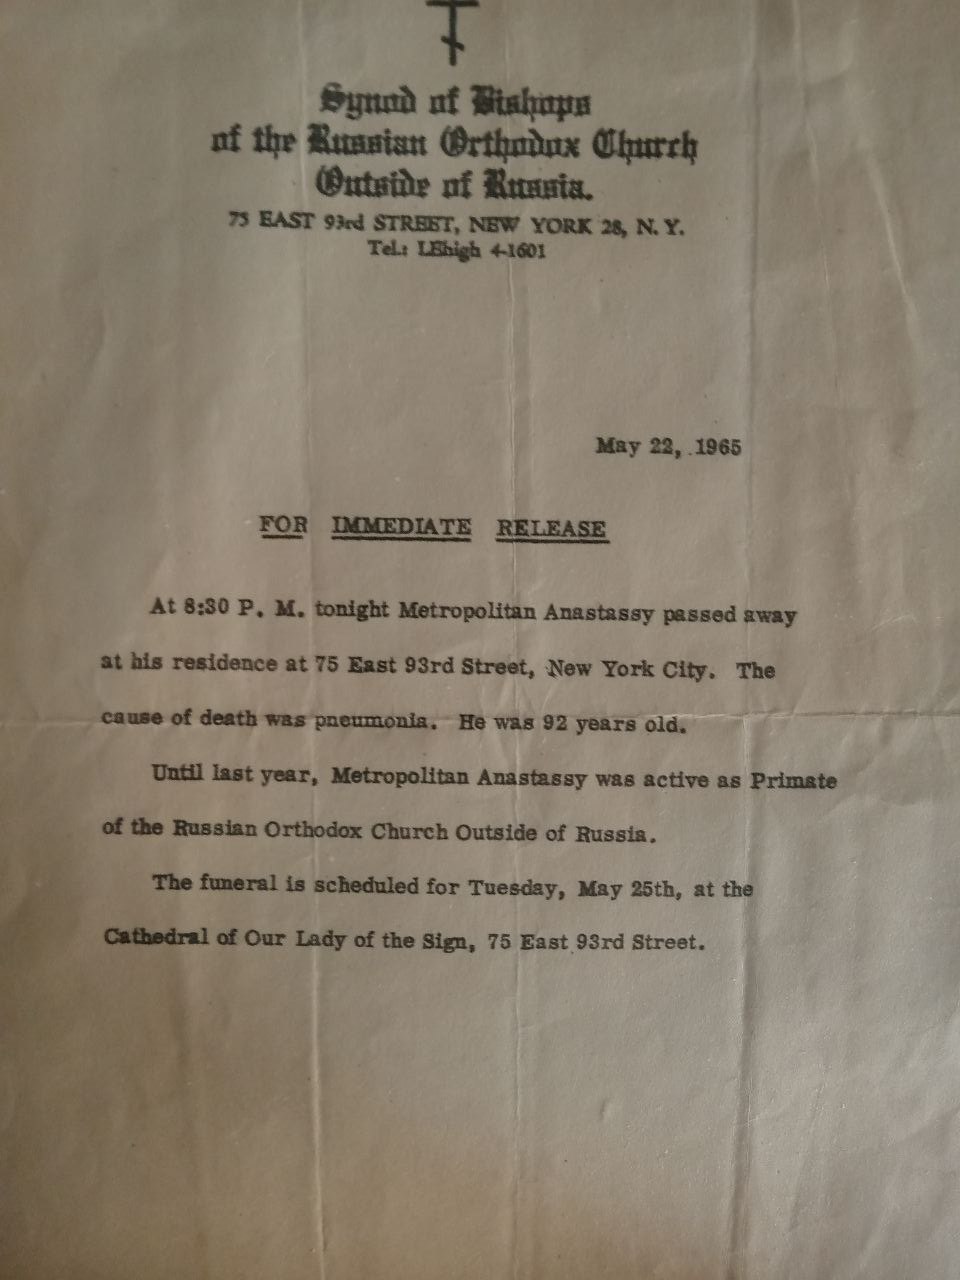 Synod of Bishops
of the Russian Orthodox Church
Outside of Russia.
75 EAST 93rd STREET, NEW YORK 28, N. Y.
Tel.: LEhigh 4-1601
May 22, 1965
FOR IMMEDIATE RELEASE
At 8:30 P. M. tonight Metropolitan Anastassy passed away
at his residence at 75 East 93rd Street, New York City. The
cause of death was pneumonia. He was 92 years old.
Until last year, Metropolitan Anastassy was active as Primate
of the Russian Orthodox Church Outside of Russia.
The funeral is scheduled for Tuesday, May 25th, at the
Cathedral of Our Lady of the Sign, 75 East 93rd Street.